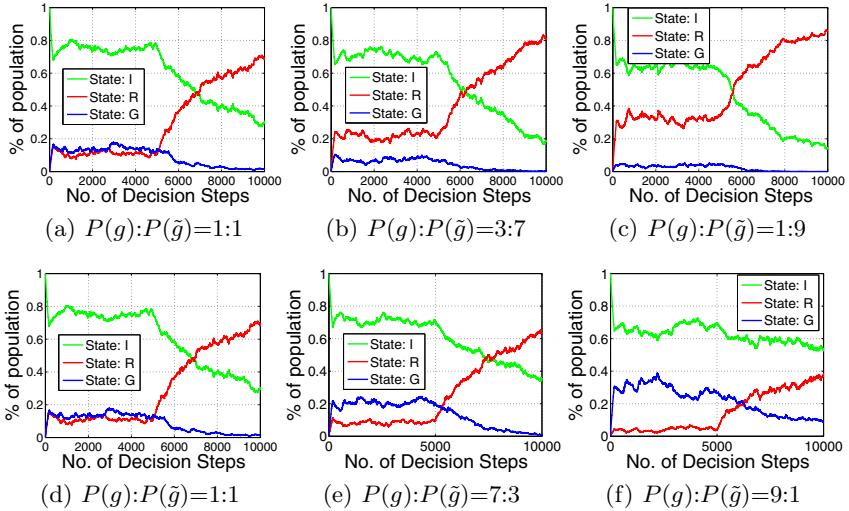 % of population
1
0.8
0.6
0.4
0.2
0
State: I
State: R
State: G
0 2000 4000 6000 8000 10000
No. of Decision Steps
(a) P(g):P(g̃)=1:1
% of population
1
0.8
0.6
0.4
0.2
0
State: I
State: R
State: G
0 2000 4000 6000 8000 10000
No. of Decision Steps
(b) P(g):P(g̃)=3:7
% of population
1
0.8
0.6
0.4
0.2
0
State: I
State: R
State: G
0 2000 4000 6000 8000 10000
No. of Decision Steps
(c) P(g):P(g̃)=1:9
% of population
1
0.8
0.6
0.4
0.2
0
State: I
State: R
State: G
0 2000 4000 6000 8000 10000
No. of Decision Steps
(d) P(g):P(g̃)=1:1
% of population
1
0.8
0.6
0.4
0.2
0
State: I
State: R
State: G
0 5000 10000
No. of Decision Steps
(e) P(g):P(g̃)=7:3
% of population
1
0.8
0.6
0.4
0.2
0
State: I
State: R
State: G
0 5000 10000
No. of Decision Steps
(f) P(g):P(g̃)=9:1